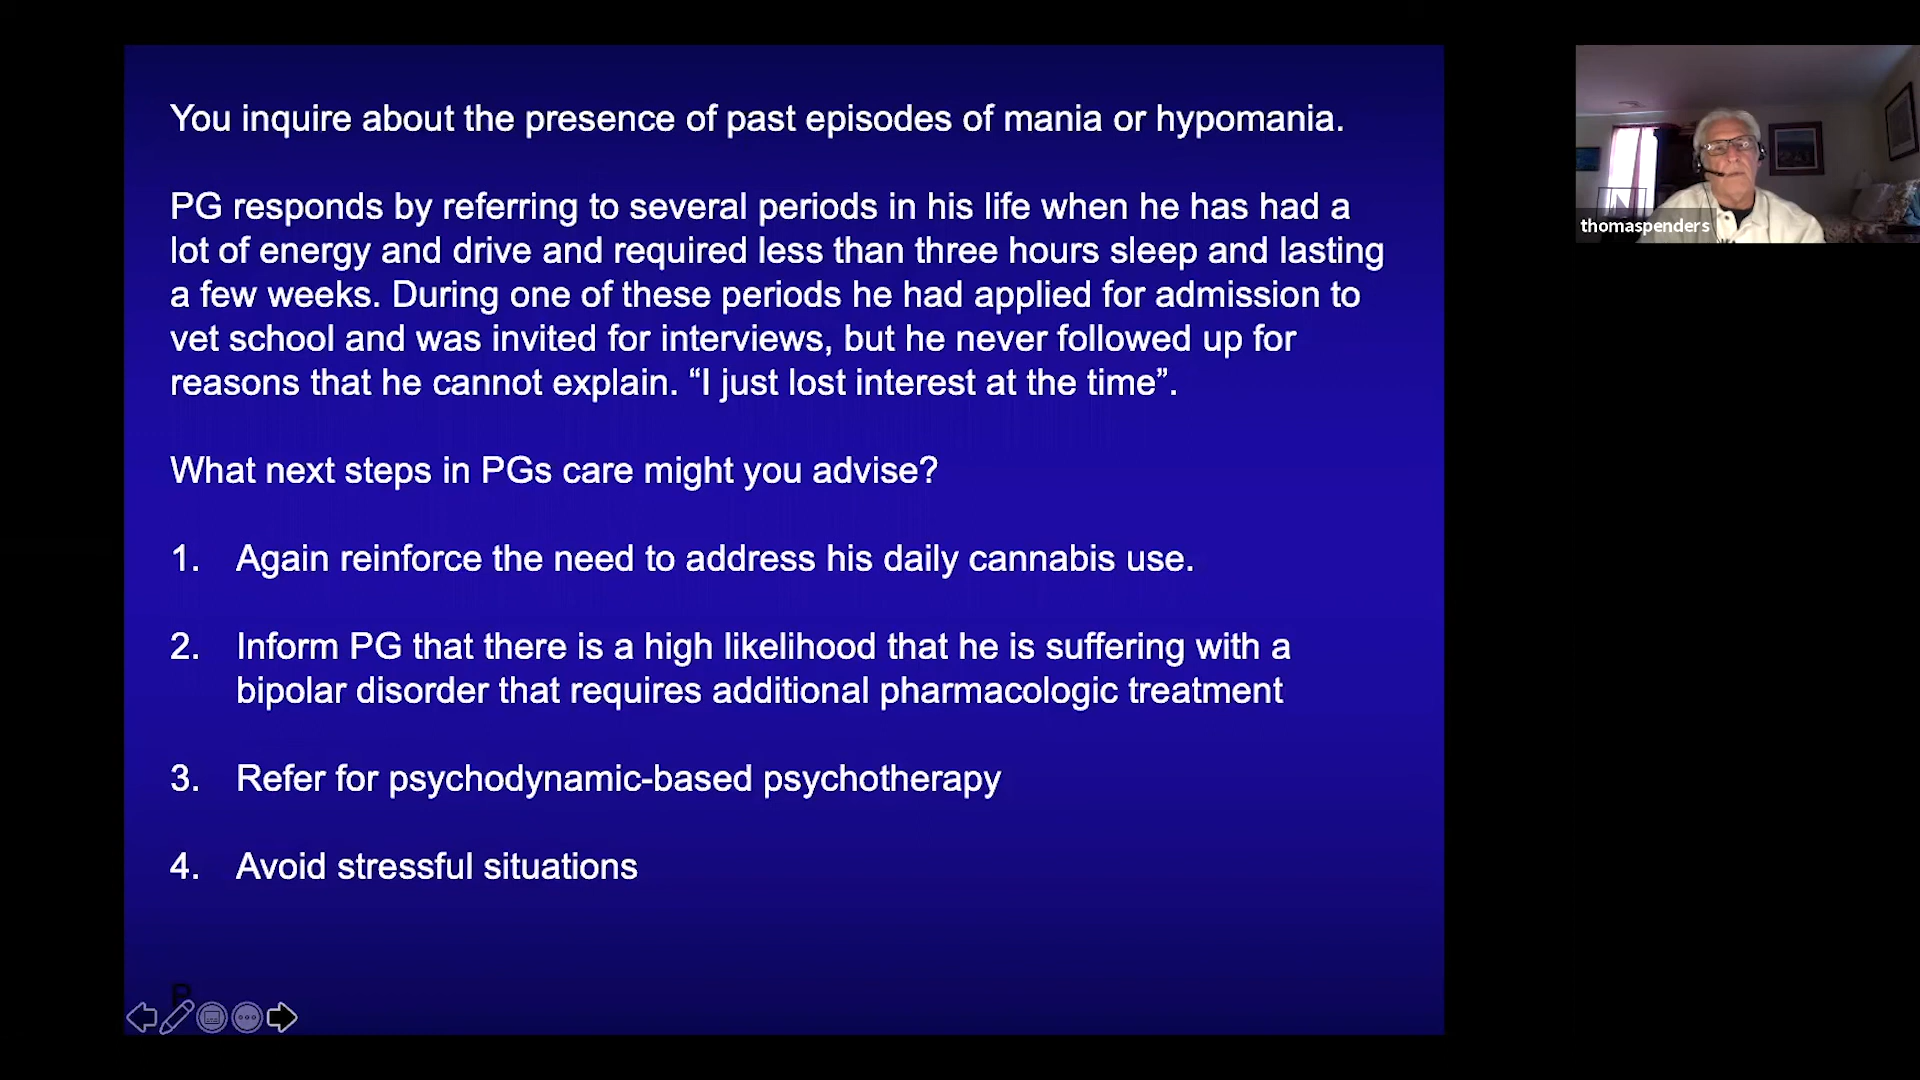 You inquire about the presence of past episodes of mania or hypomania.
PG responds by referring to several periods in his life when he has had a
lot of energy and drive and required less than three hours sleep and lasting
a few weeks. During one of these periods he had applied for admission to
vet school and was invited for interviews, but he never followed up for
reasons that he cannot explain. “I just lost interest at the time”.
What next steps in PGs care might you advise?
1. Again reinforce the need to address his daily cannabis use.
2. Inform PG that there is a high likelihood that he is suffering with a
bipolar disorder that requires additional pharmacologic treatment
3. Refer for psychodynamic-based psychotherapy
4. Avoid stressful situations
P
thomaspenders